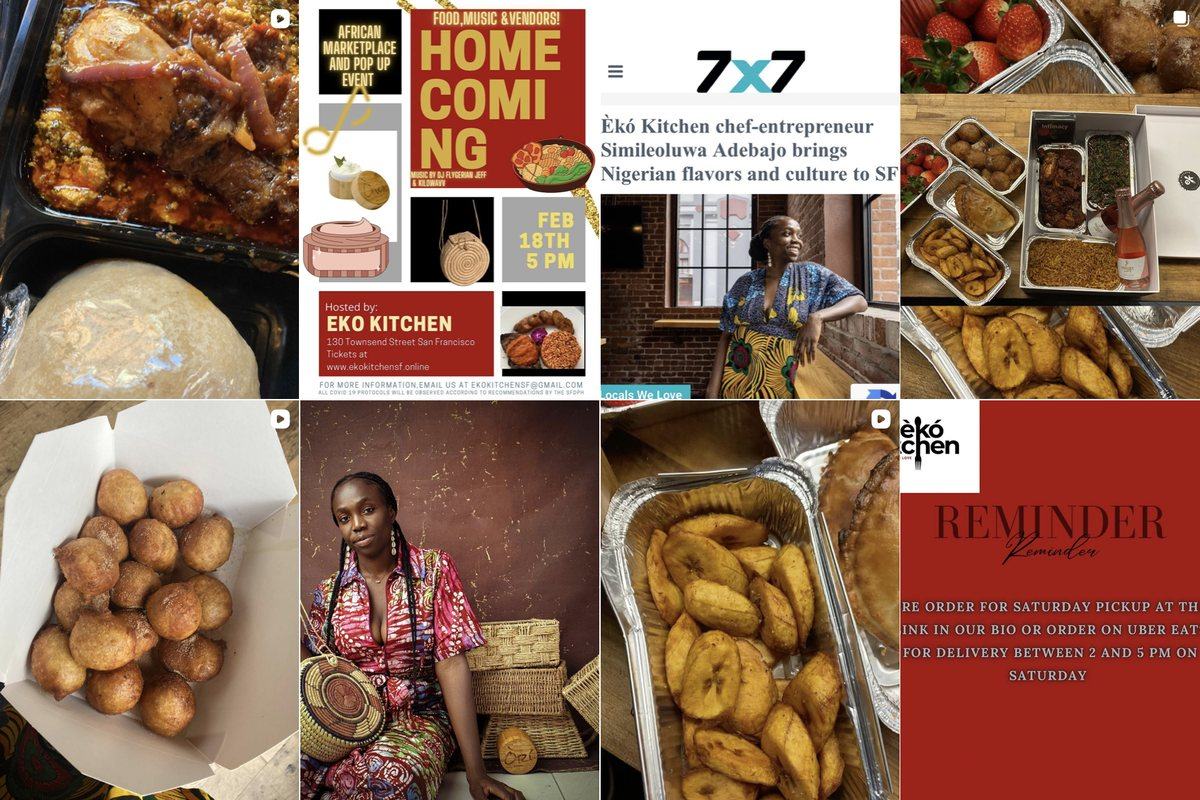 AFRICAN
MARKETPLACE
AND POP UP
EVENT
FOOD,MUSIC &VENDORS!
HOME
COMI
NG
MUSIC BY DJ FLYGERIAN JEFF
& KILOWAVV
FEB
18TH
5 PM
Hosted by:
EKO KITCHEN
130 Townsend Street San Francisco
Tickets at
www.ekokitchensf.online
FOR MORE INFORMATION,EMAIL US AT EKOKITCHENSF@GMAIL.COM
ALL COVID-19 PROTOCOLS WILL BE OBSERVED ACCORDING TO RECOMMENDATIONS BY THE SFDPH
7x7
Èkó Kitchen chef-entrepreneur
Simileoluwa Adebajo brings
Nigerian flavors and culture to SF
Locals We Love
Intimacy
Òrí
èkó
chen
LOVE
REMINDER
Reminder
RE ORDER FOR SATURDAY PICKUP AT TH
INK IN OUR BIO OR ORDER ON UBER EAT
FOR DELIVERY BETWEEN 2 AND 5 PM ON
SATURDAY